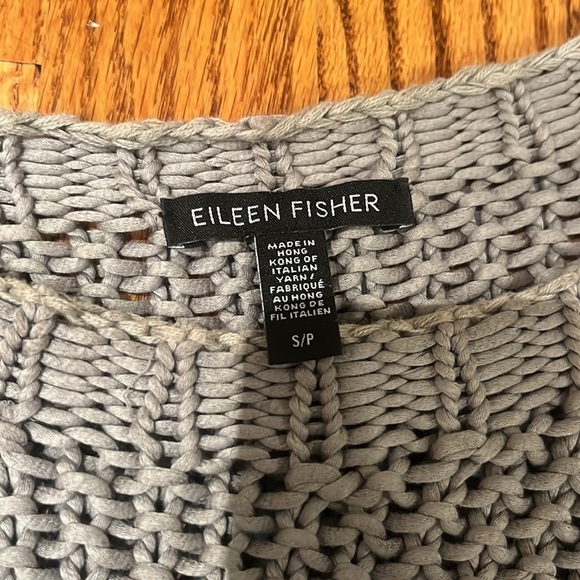 EILEEN FISHER
MADE IN
HONG
KONG OF
ITALIAN
YARN /
FABRIQUÉ
AU HONG
KONG DE
FIL ITALIEN
S/P